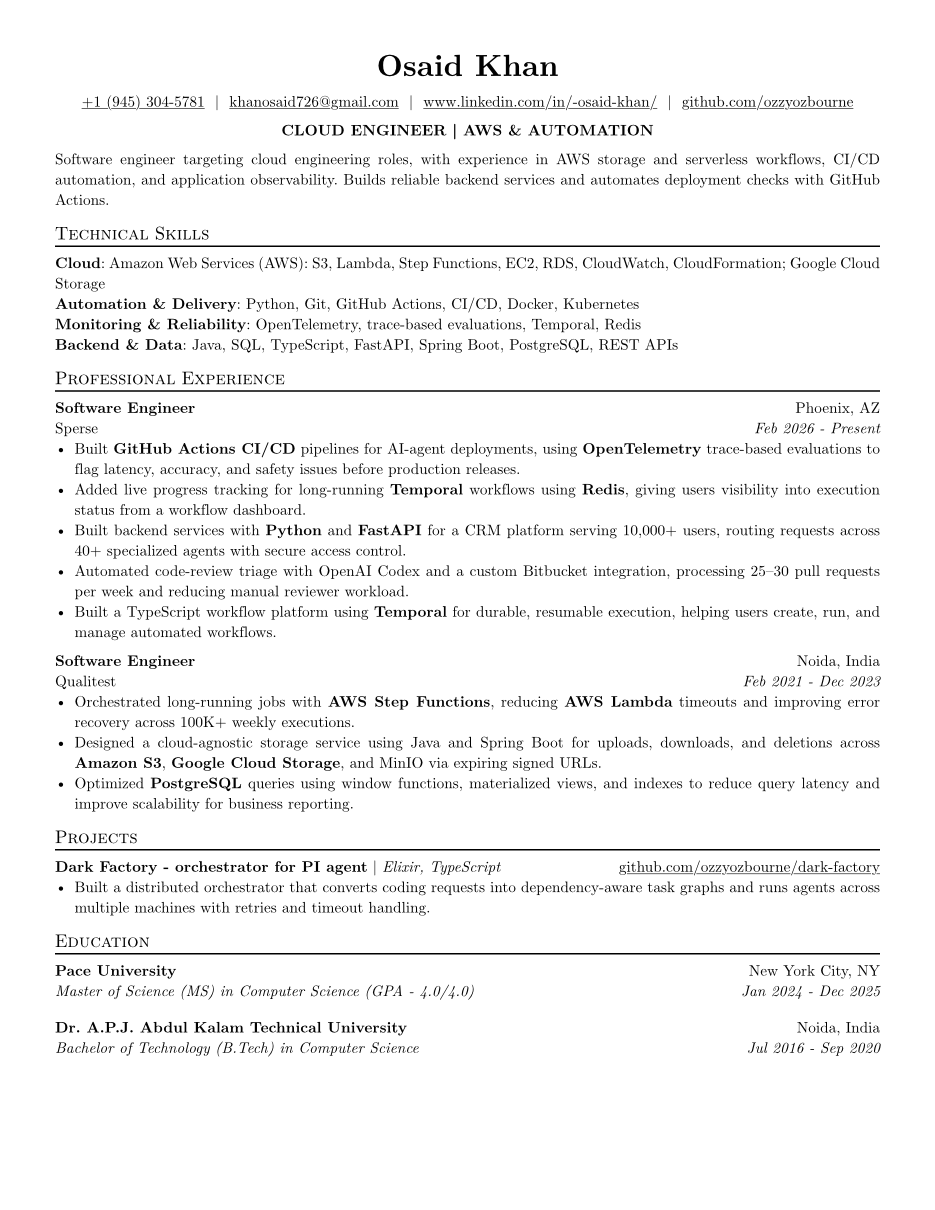 Osaid Khan
+1 (945) 304-5781 | khanosaid726@gmail.com | www.linkedin.com/in/-osaid-khan/ | github.com/ozzyozbourne
CLOUD ENGINEER | AWS & AUTOMATION
Software engineer targeting cloud engineering roles, with experience in AWS storage and serverless workflows, CI/CD
automation, and application observability. Builds reliable backend services and automates deployment checks with GitHub
Actions.
Technical Skills
Cloud: Amazon Web Services (AWS): S3, Lambda, Step Functions, EC2, RDS, CloudWatch, CloudFormation; Google Cloud
Storage
Automation & Delivery: Python, Git, GitHub Actions, CI/CD, Docker, Kubernetes
Monitoring & Reliability: OpenTelemetry, trace-based evaluations, Temporal, Redis
Backend & Data: Java, SQL, TypeScript, FastAPI, Spring Boot, PostgreSQL, REST APIs
Professional Experience
Software Engineer Phoenix, AZ
Sperse Feb 2026 - Present
• Built GitHub Actions CI/CD pipelines for AI-agent deployments, using OpenTelemetry trace-based evaluations to
flag latency, accuracy, and safety issues before production releases.
• Added live progress tracking for long-running Temporal workflows using Redis, giving users visibility into execution
status from a workflow dashboard.
• Built backend services with Python and FastAPI for a CRM platform serving 10,000+ users, routing requests across
40+ specialized agents with secure access control.
• Automated code-review triage with OpenAI Codex and a custom Bitbucket integration, processing 25–30 pull requests
per week and reducing manual reviewer workload.
• Built a TypeScript workflow platform using Temporal for durable, resumable execution, helping users create, run, and
manage automated workflows.
Software Engineer Noida, India
Qualitest Feb 2021 - Dec 2023
• Orchestrated long-running jobs with AWS Step Functions, reducing AWS Lambda timeouts and improving error
recovery across 100K+ weekly executions.
• Designed a cloud-agnostic storage service using Java and Spring Boot for uploads, downloads, and deletions across
Amazon S3, Google Cloud Storage, and MinIO via expiring signed URLs.
• Optimized PostgreSQL queries using window functions, materialized views, and indexes to reduce query latency and
improve scalability for business reporting.
Projects
Dark Factory - orchestrator for PI agent | Elixir, TypeScript github.com/ozzyozbourne/dark-factory
• Built a distributed orchestrator that converts coding requests into dependency-aware task graphs and runs agents across
multiple machines with retries and timeout handling.
Education
Pace University New York City, NY
Master of Science (MS) in Computer Science (GPA - 4.0/4.0) Jan 2024 - Dec 2025
Dr. A.P.J. Abdul Kalam Technical University Noida, India
Bachelor of Technology (B.Tech) in Computer Science Jul 2016 - Sep 2020